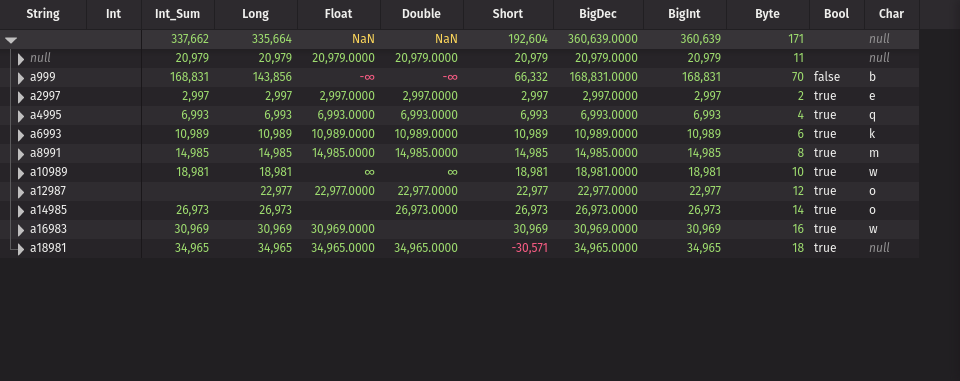 String Int Int_Sum Long Float Double Short BigDec BigInt Byte Bool Char
337,662 335,664 NaN NaN 192,604 360,639.0000 360,639 171 null
null 20,979 20,979 20,979.0000 20,979.0000 20,979 20,979.0000 20,979 11 null
a999 168,831 143,856 -∞ -∞ 66,332 168,831.0000 168,831 70 false b
a2997 2,997 2,997 2,997.0000 2,997.0000 2,997 2,997.0000 2,997 2 true e
a4995 6,993 6,993 6,993.0000 6,993.0000 6,993 6,993.0000 6,993 4 true q
a6993 10,989 10,989 10,989.0000 10,989.0000 10,989 10,989.0000 10,989 6 true k
a8991 14,985 14,985 14,985.0000 14,985.0000 14,985 14,985.0000 14,985 8 true m
a10989 18,981 18,981 ∞ ∞ 18,981 18,981.0000 18,981 10 true w
a12987 22,977 22,977.0000 22,977.0000 22,977 22,977.0000 22,977 12 true o
a14985 26,973 26,973 26,973.0000 26,973 26,973.0000 26,973 14 true o
a16983 30,969 30,969 30,969.0000 30,969 30,969.0000 30,969 16 true w
a18981 34,965 34,965 34,965.0000 34,965.0000 -30,571 34,965.0000 34,965 18 true null